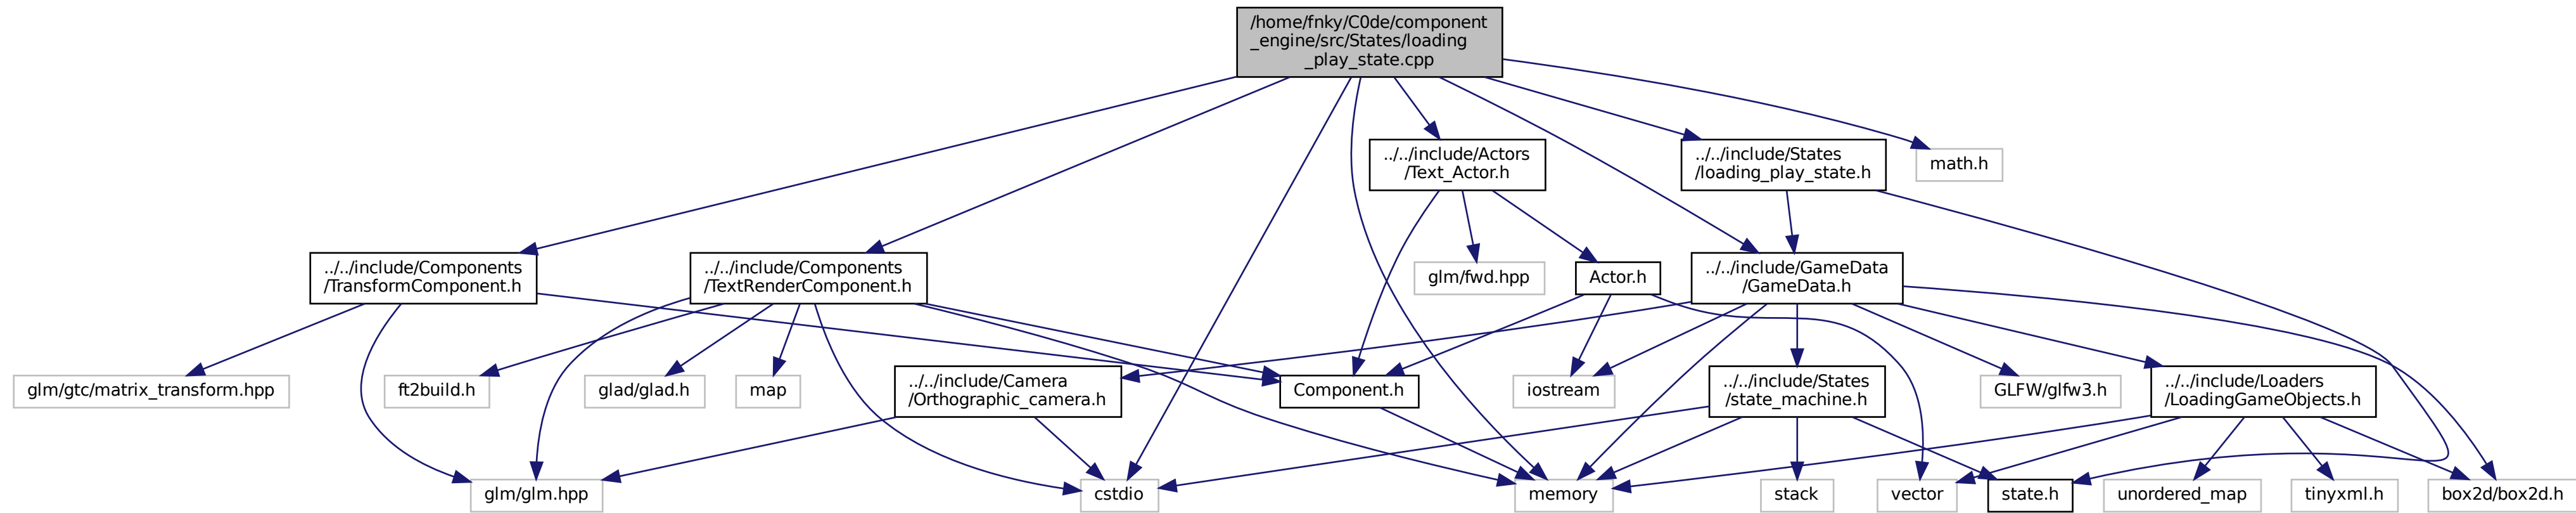 /home/fnky/C0de/component
_engine/src/States/loading
_play_state.cpp
../../include/Actors
/Text_Actor.h
../../include/States
/loading_play_state.h
math.h
../../include/Components
/TransformComponent.h
../../include/Components
/TextRenderComponent.h
glm/fwd.hpp
Actor.h
../../include/GameData
/GameData.h
glm/gtc/matrix_transform.hpp
ft2build.h
glad/glad.h
map
../../include/Camera
/Orthographic_camera.h
Component.h
iostream
../../include/States
/state_machine.h
GLFW/glfw3.h
../../include/Loaders
/LoadingGameObjects.h
glm/glm.hpp
cstdio
memory
stack
vector
state.h
unordered_map
tinyxml.h
box2d/box2d.h